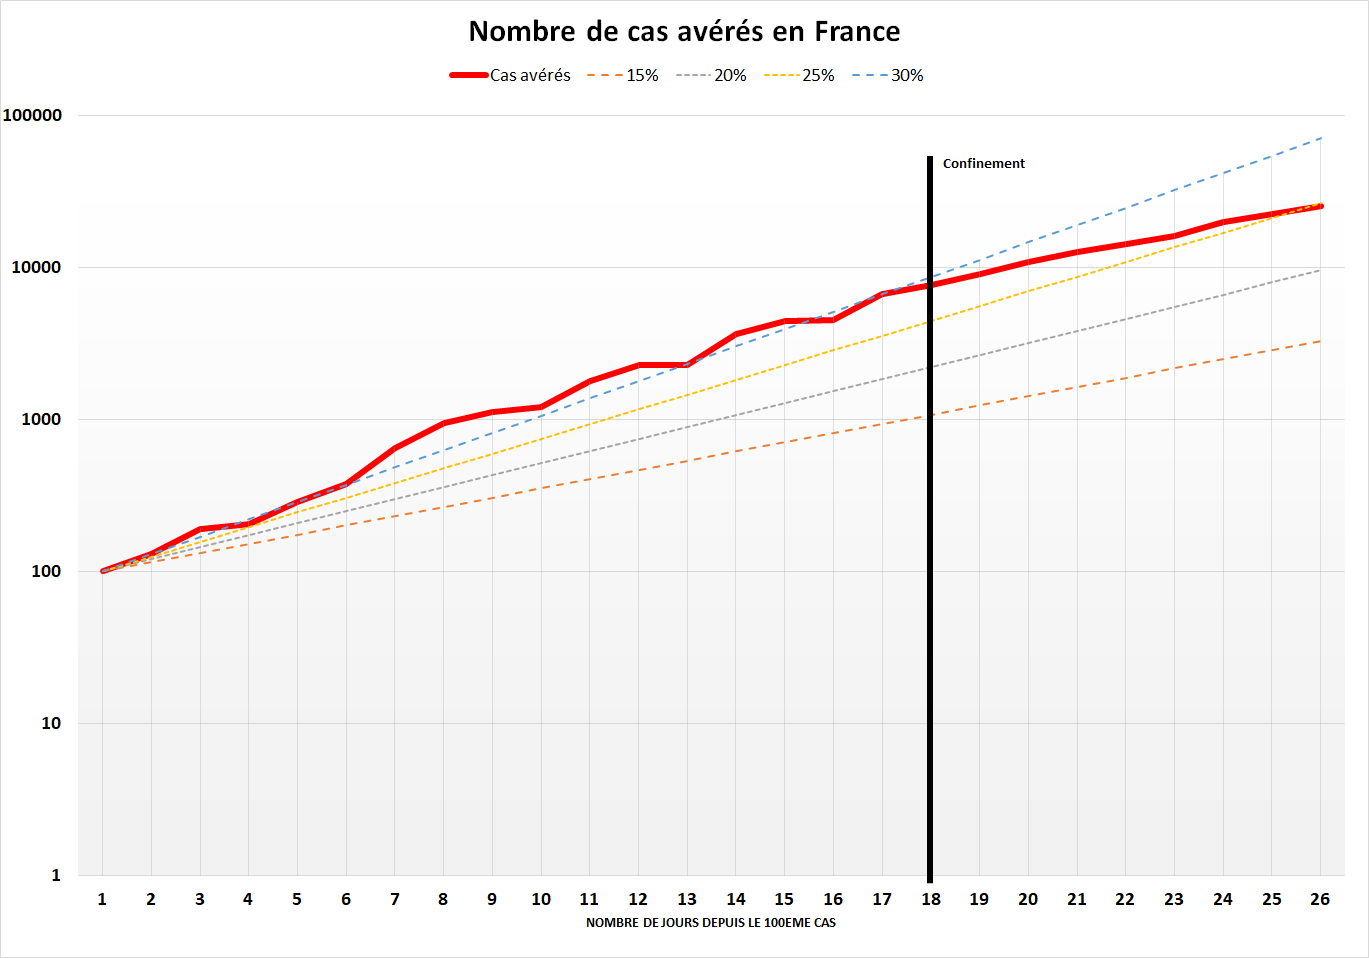 Nombre de cas avérés en France
Cas avérés 15% 20% 25% 30%
100000
10000
1000
100
10
1
Confinement
1 2 3 4 5 6 7 8 9 10 11 12 13 14 15 16 17 18 19 20 21 22 23 24 25 26
NOMBRE DE JOURS DEPUIS LE 100EME CAS